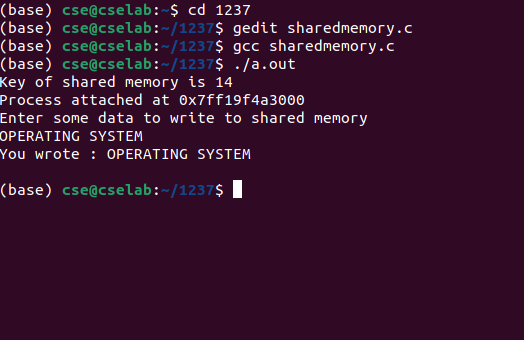 (base) cse@cselab:~$ cd 1237
(base) cse@cselab:~/1237$ gedit sharedmemory.c
(base) cse@cselab:~/1237$ gcc sharedmemory.c
(base) cse@cselab:~/1237$ ./a.out
Key of shared memory is 14
Process attached at 0x7ff19f4a3000
Enter some data to write to shared memory
OPERATING SYSTEM
You wrote : OPERATING SYSTEM
(base) cse@cselab:~/1237$